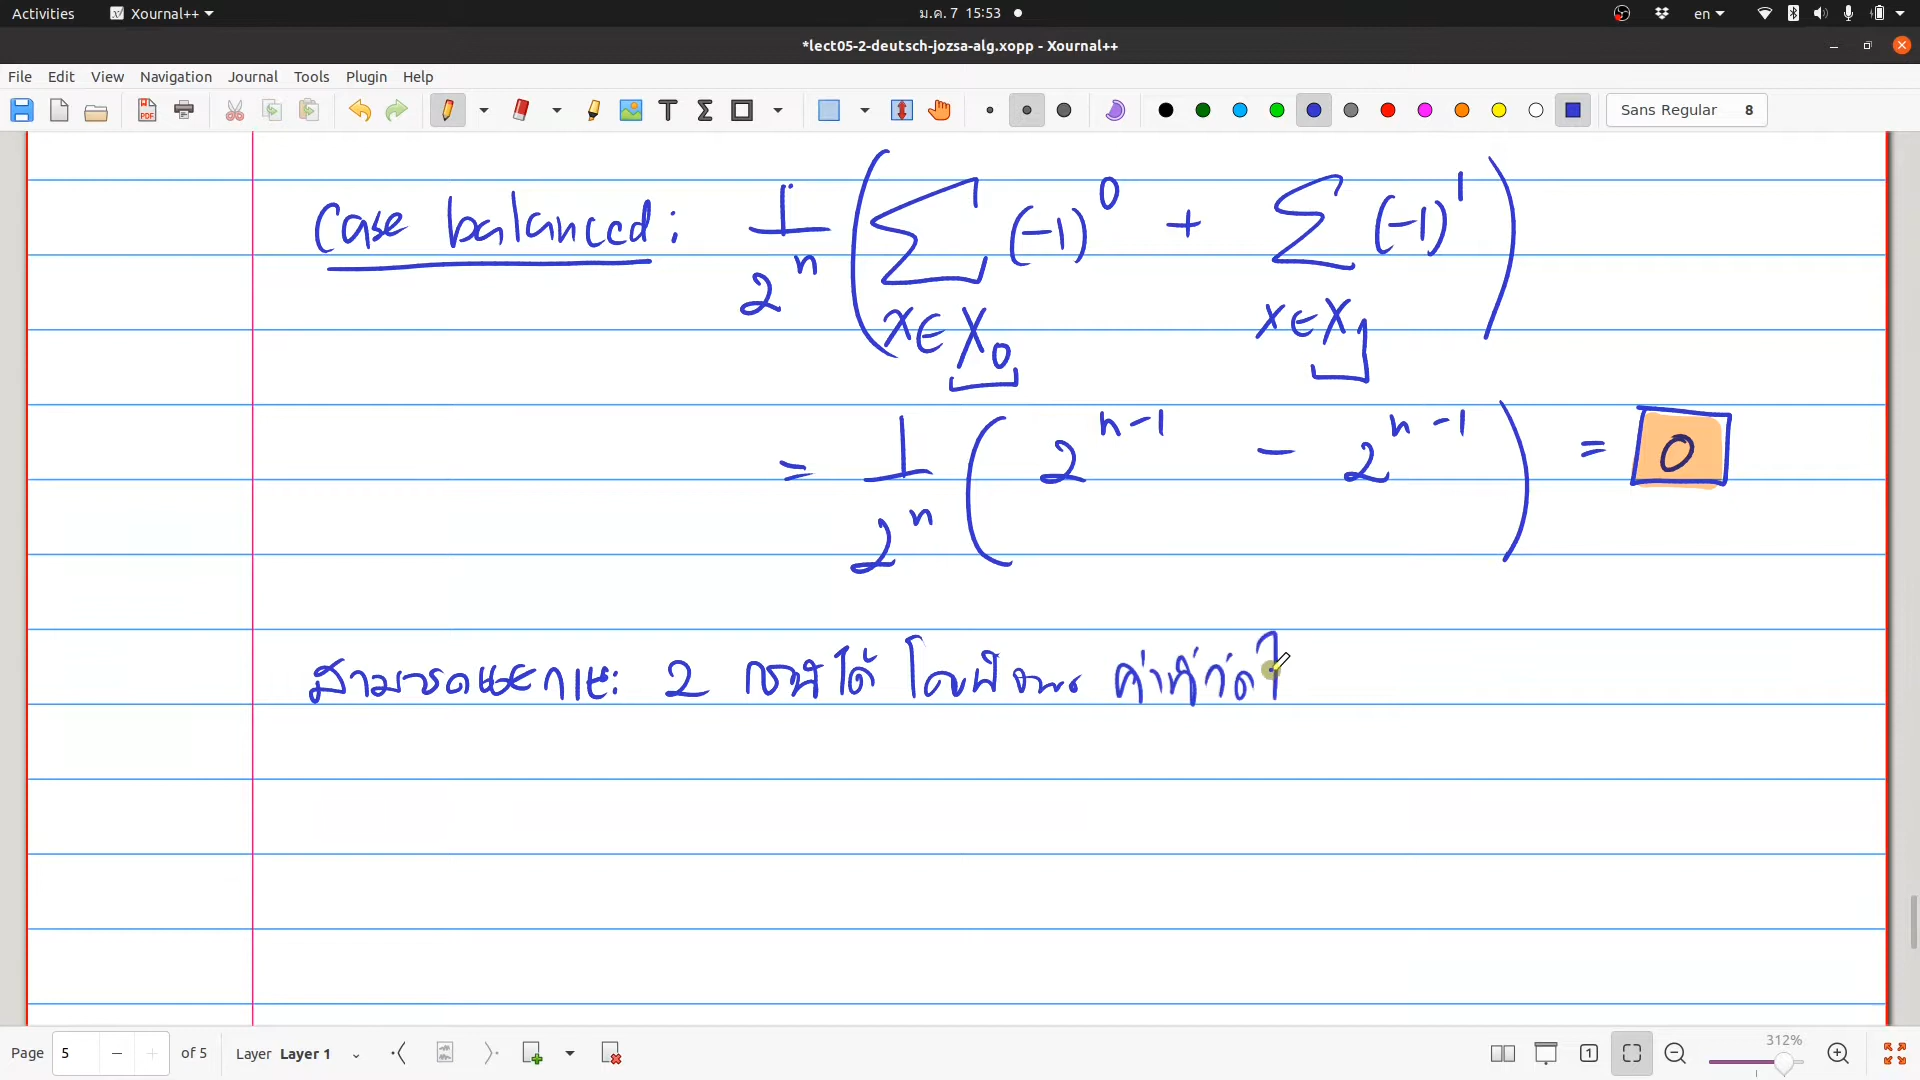 Activities Xournal++ ม.ค. 7 15:53 en
*lect05-2-deutsch-jozsa-alg.xopp - Xournal++
File Edit View Navigation Journal Tools Plugin Help
Sans Regular 8
Case balanced: 1/2^n ( ∑_{x∈X_0} (-1)^0 + ∑_{x∈X_1} (-1)^1 )
= 1/2^n ( 2^{n-1} - 2^{n-1} ) = 0
สามารถแยกแยะ 2 กรณีได้ โดยพิจารณา ค่าที่วัดไ
Page 5 of 5 Layer Layer 1 312%